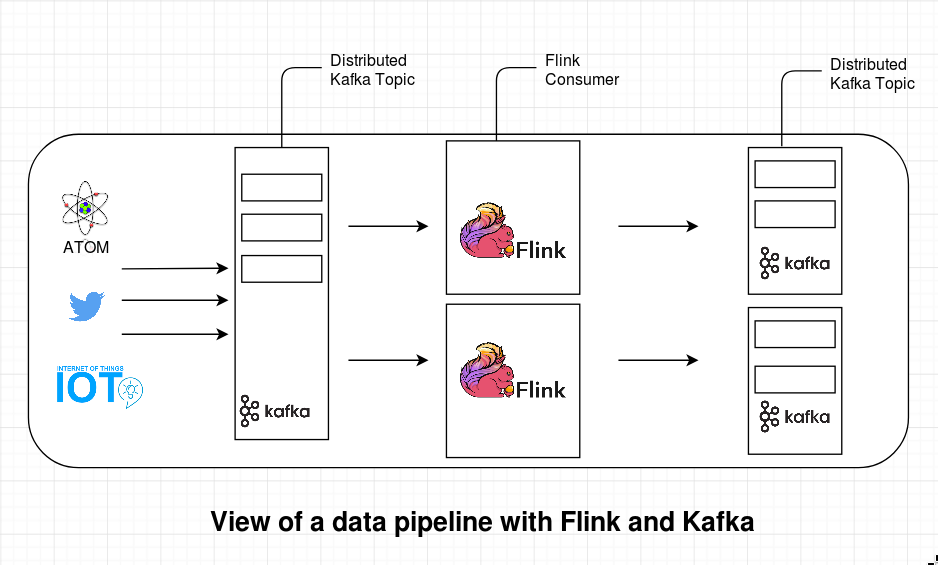 Distributed
Kafka Topic
Flink
Consumer
Distributed
Kafka Topic
ATOM
INTERNET OF THINGS
IOT
kafka
Flink
Flink
kafka
kafka
View of a data pipeline with Flink and Kafka